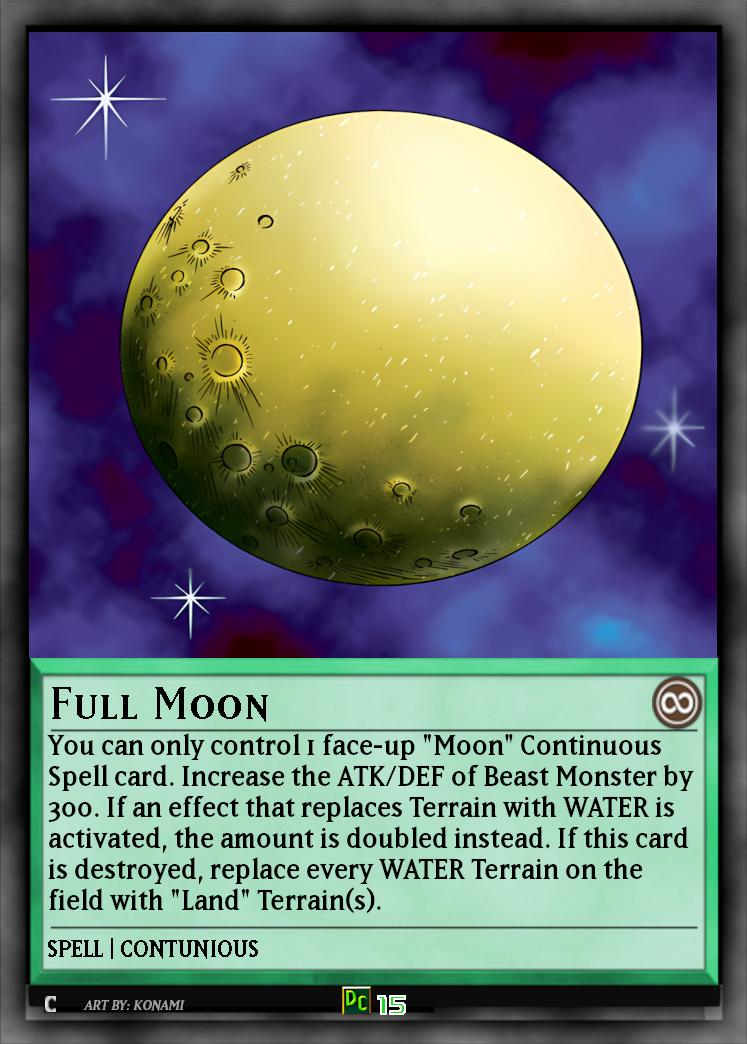 FULL MOON
You can only control 1 face-up "Moon" Continuous
Spell card. Increase the ATK/DEF of Beast Monster by
300. If an effect that replaces Terrain with WATER is
activated, the amount is doubled instead. If this card
is destroyed, replace every WATER Terrain on the
field with "Land" Terrain(s).
SPELL | CONTUNIOUS
C ART BY: KONAMI DC 15